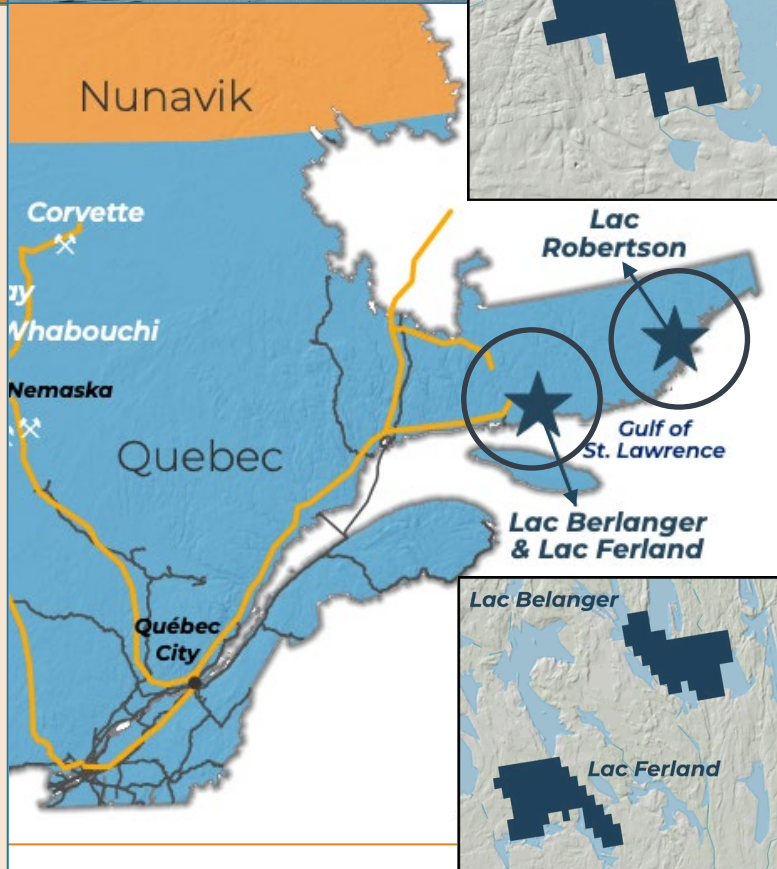 Nunavik
Corvette
Lac
Robertson
ay
Whabouchi
Nemaska
Quebec
Gulf of
St. Lawrence
Lac Berlanger
& Lac Ferland
Lac Belanger
Québec
City
Lac Ferland